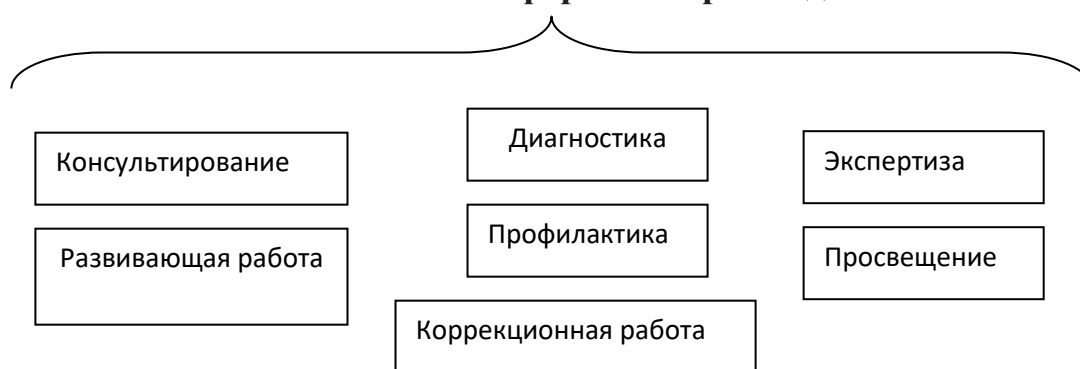 Консультирование
Диагностика
Экспертиза
Развивающая работа
Профилактика
Просвещение
Коррекционная работа